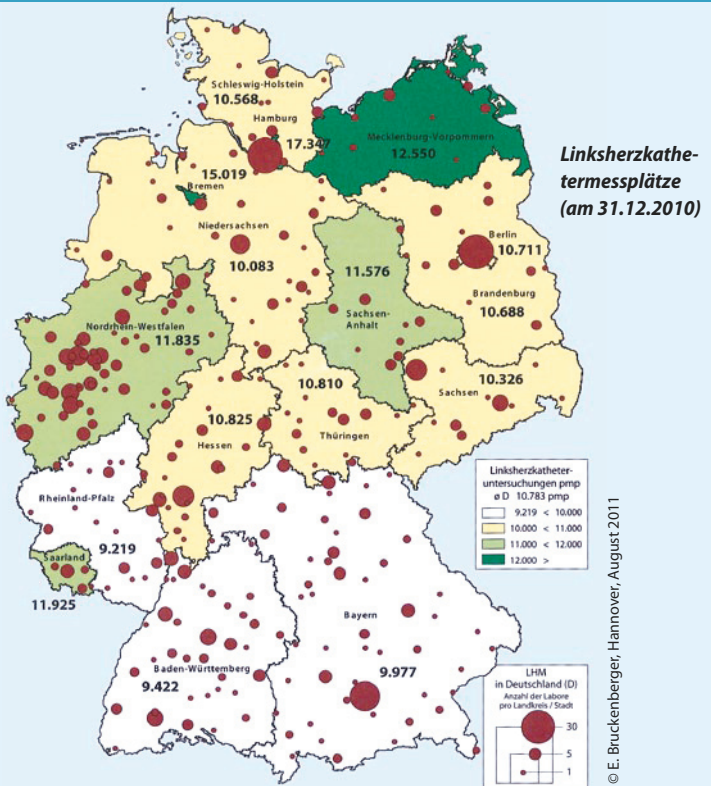 Schleswig-Holstein
10.568
Hamburg
17.347
Mecklenburg-Vorpommern
12.550
Linksherzkathe-
termessplätze
(am 31.12.2010)
15.019
Bremen
Niedersachsen
10.083
Berlin
10.711
Brandenburg
10.688
11.576
Sachsen-
Anhalt
Nordrhein-Westfalen
11.835
10.810
Thüringen
10.326
Sachsen
10.825
Hessen
Rheinland-Pfalz
9.219
Saarland
11.925
Linksherzkatheter-
untersuchungen pmp
ø D 10.783 pmp
9.219 < 10.000
10.000 < 11.000
11.000 < 12.000
12.000 >
Bayern
9.977
Baden-Württemberg
9.422
LHM
in Deutschland (D)
Anzahl der Labore
pro Landkreis / Stadt
30
5
1
© E. Bruckenberger, Hannover, August 2011